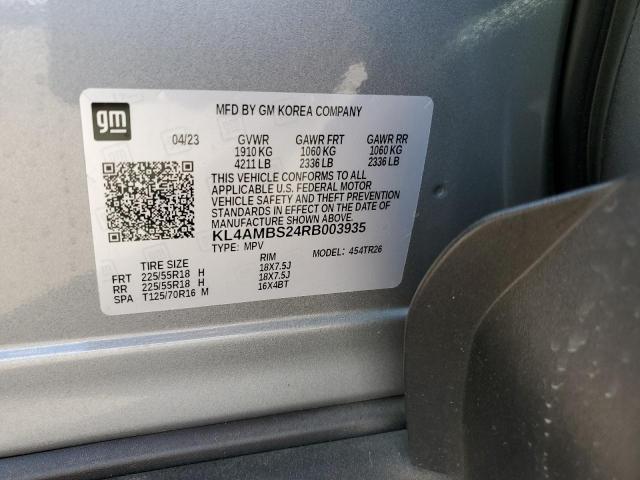 gm
MFD BY GM KOREA COMPANY
04/23 GVWR GAWR FRT GAWR RR
1910 KG 1060 KG 1060 KG
4211 LB 2336 LB 2336 LB
THIS VEHICLE CONFORMS TO ALL
APPLICABLE U.S. FEDERAL MOTOR
VEHICLE SAFETY AND THEFT PREVENTION
STANDARDS IN EFFECT ON THE DATE OF
MANUFACTURE SHOWN ABOVE.
KL4AMBS24RB003935
TYPE: MPV MODEL: 454TR26
TIRE SIZE RIM
FRT 225/55R18 H 18X7.5J
RR 225/55R18 H 18X7.5J
SPA T125/70R16 M 16X4BT